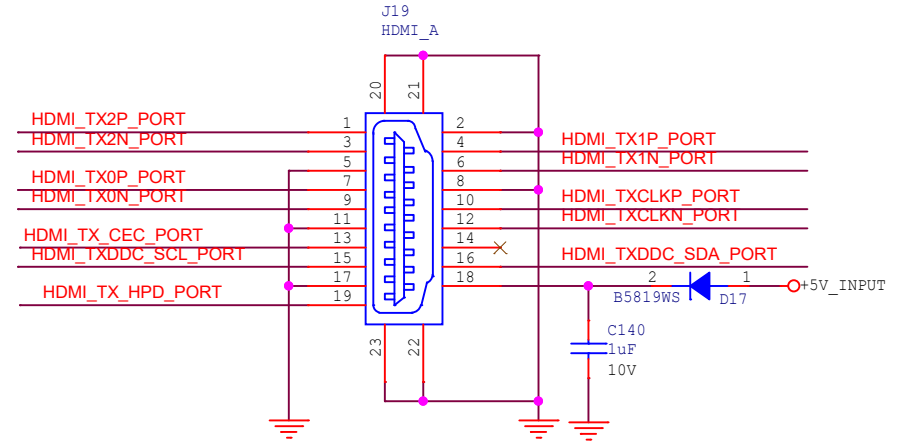 J19
HDMI_A
20
21
HDMI_TX2P_PORT
1
2
HDMI_TX2N_PORT
3
4
HDMI_TX1P_PORT
5
6
HDMI_TX1N_PORT
HDMI_TX0P_PORT
7
8
HDMI_TX0N_PORT
9
10
HDMI_TXCLKP_PORT
11
12
HDMI_TXCLKN_PORT
HDMI_TX_CEC_PORT
13
14
HDMI_TXDDC_SCL_PORT
15
16
HDMI_TXDDC_SDA_PORT
17
18
2
1
+5V_INPUT
B5819WS
D17
HDMI_TX_HPD_PORT
19
23
22
C140
1uF
10V